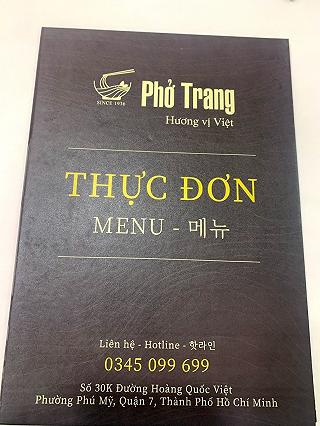 SINCE 1936
Phở Trang
Hương vị Việt
THỰC ĐƠN
MENU - 메뉴
Liên hệ - Hotline - 핫라인
0345 099 699
Số 30K Đường Hoàng Quốc Việt
Phường Phú Mỹ, Quận 7, Thành Phố Hồ Chí Minh